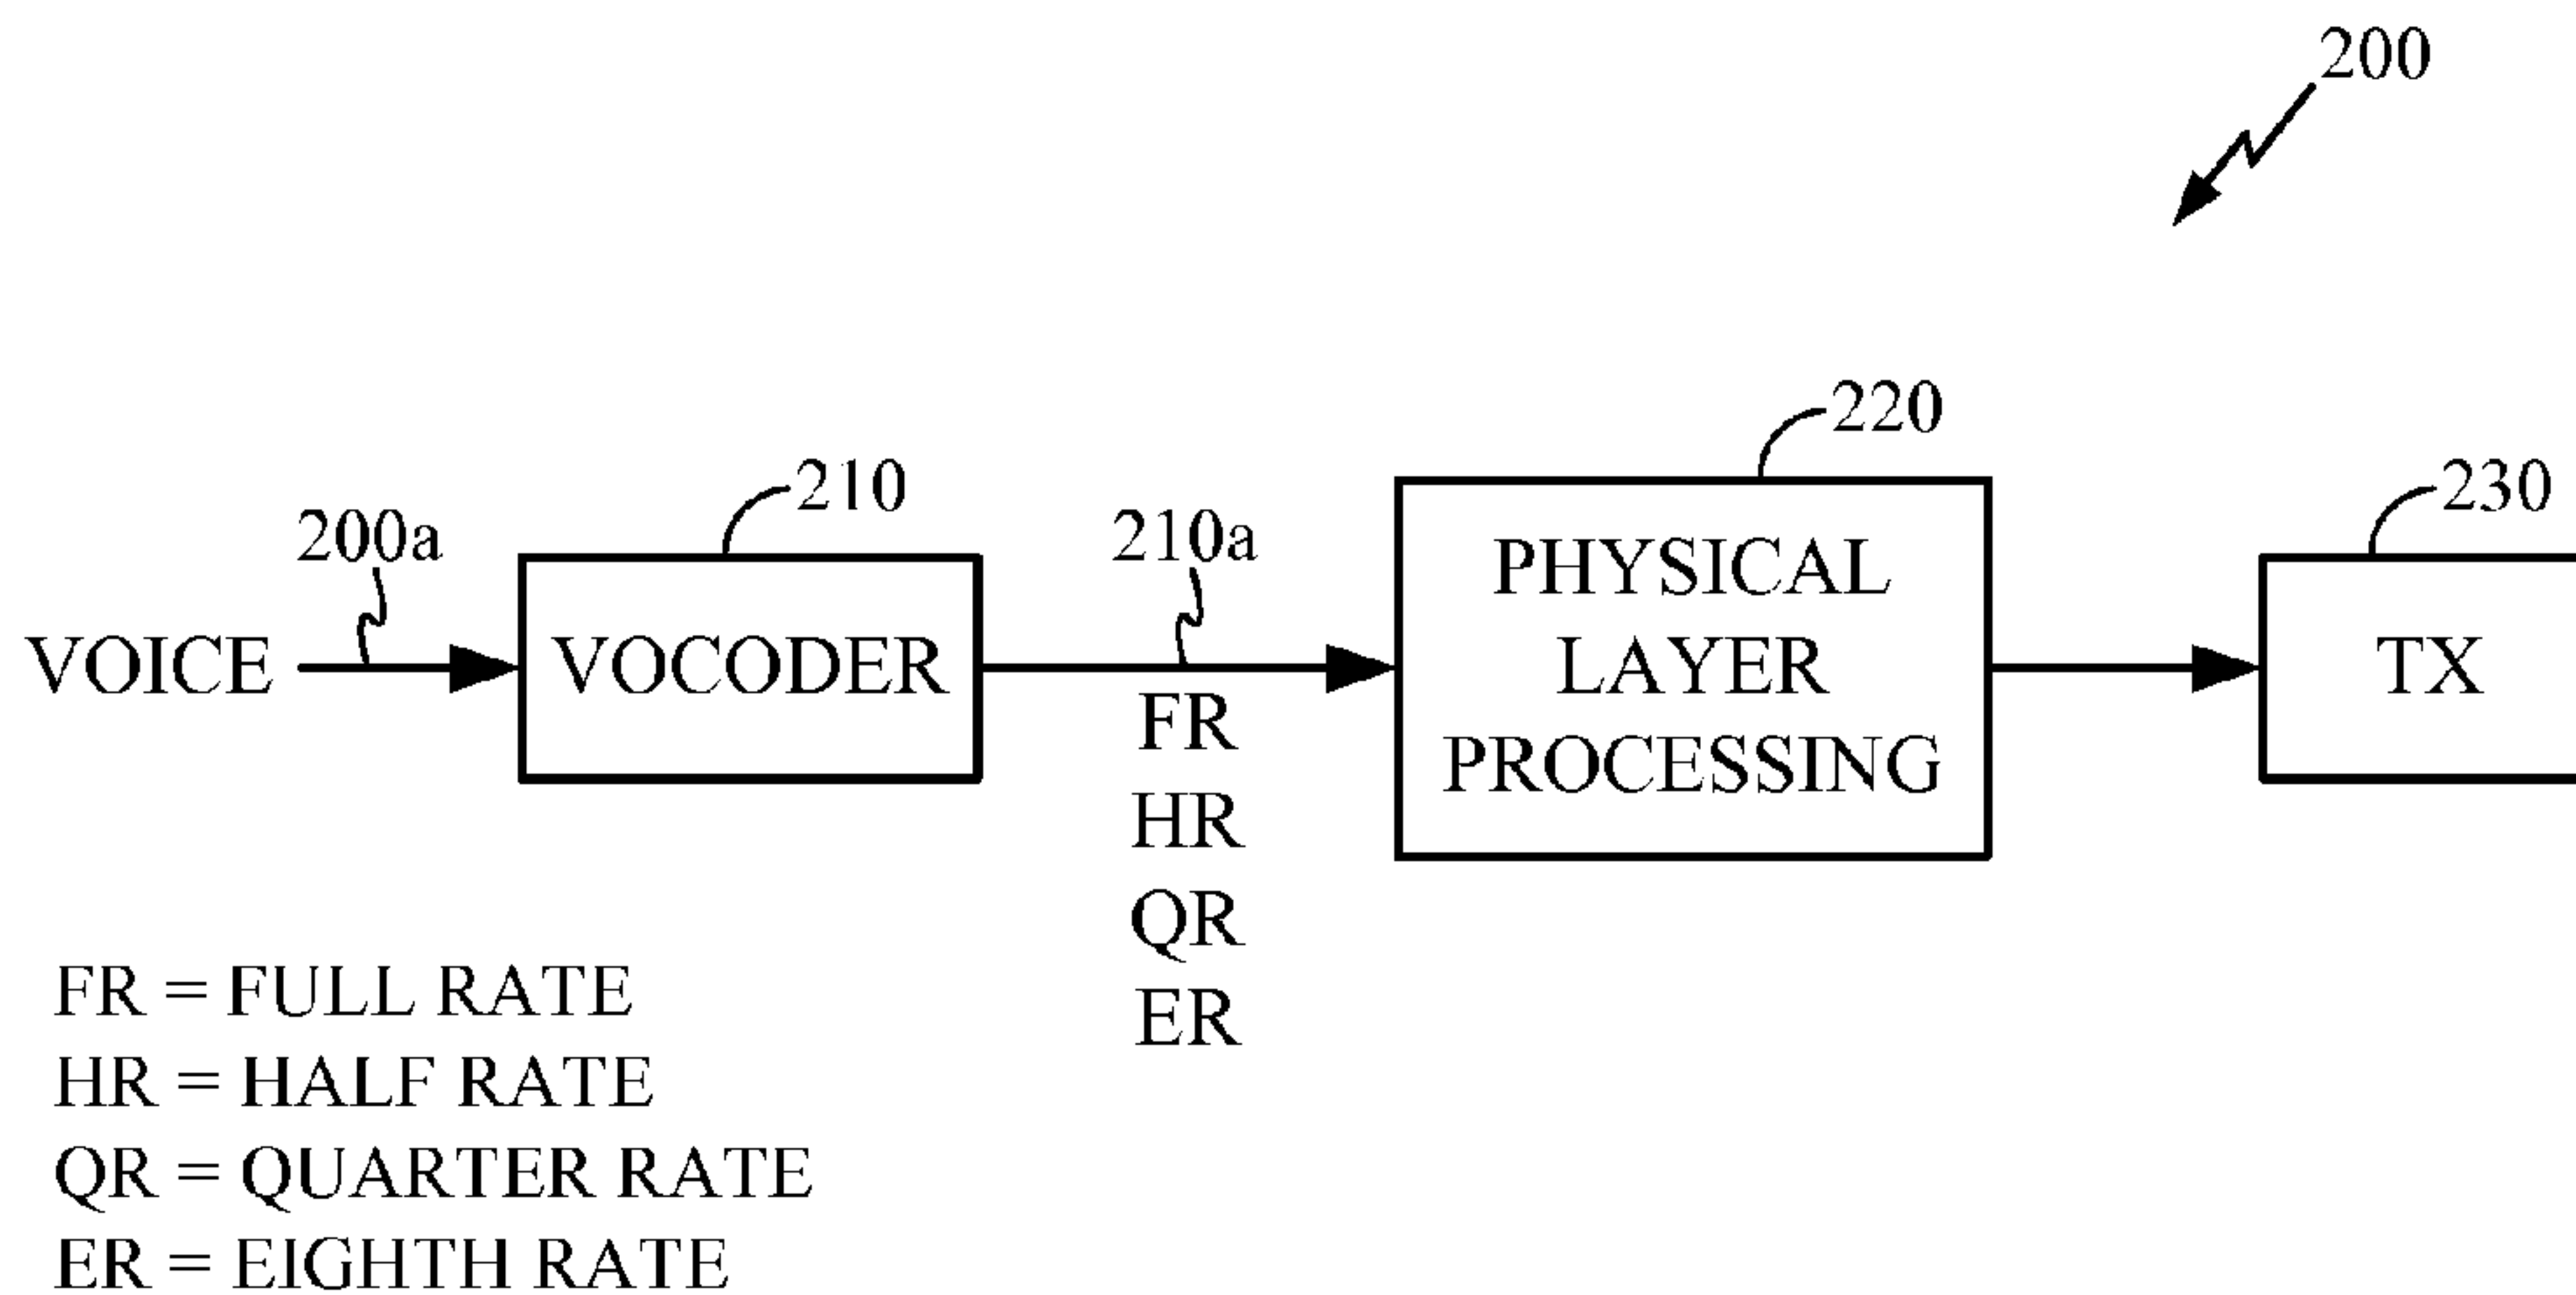 200
220
210
230
200a
210a
PHYSICAL
LAYER
PROCESSING
VOICE
VOCODER
TX
FR
HR
QR
ER
FR = FULL RATE
HR = HALF RATE
QR = QUARTER RATE
ER = EIGHTH RATE